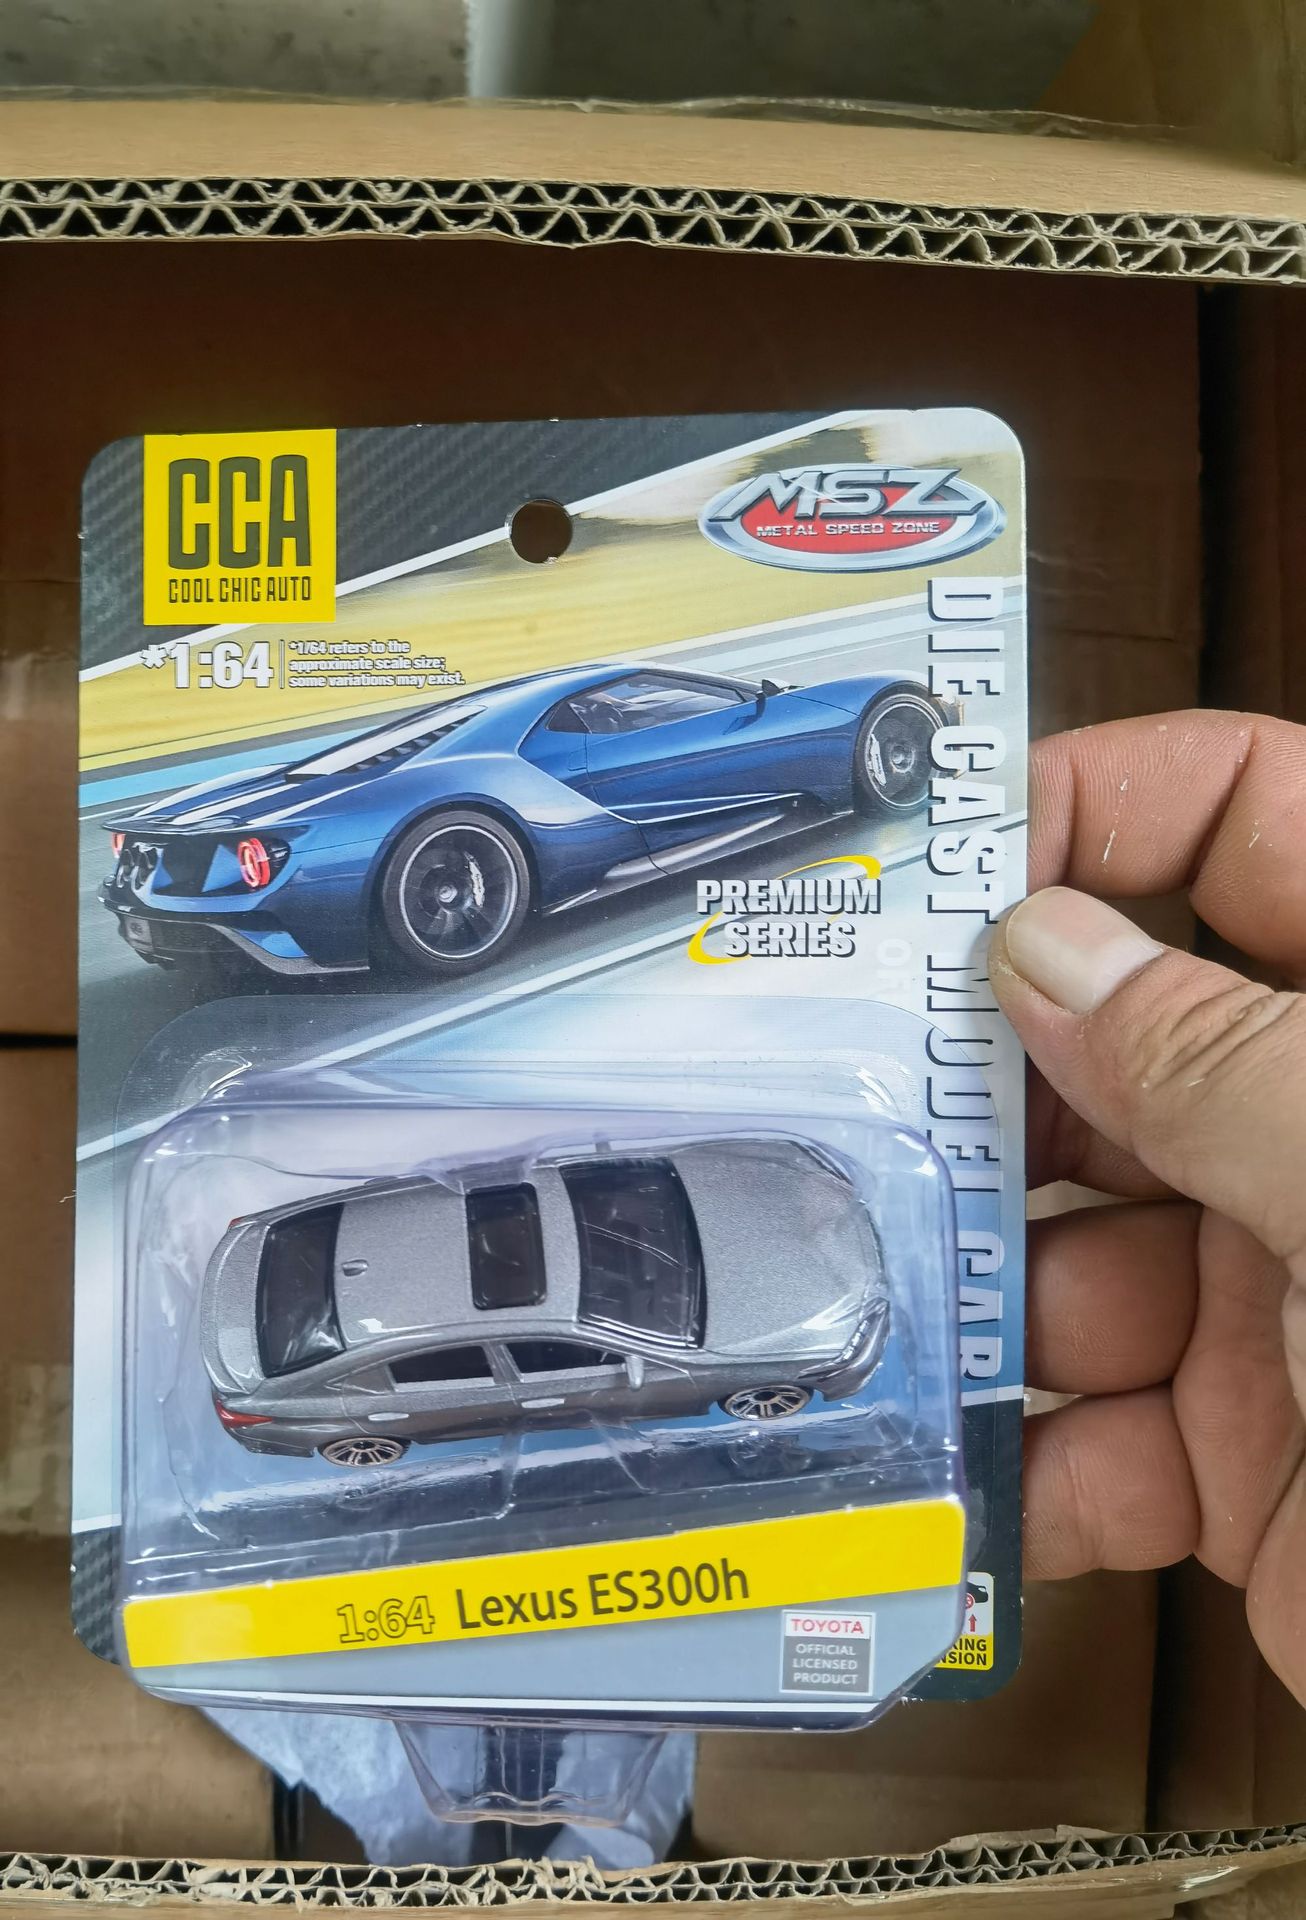 CCA
COOL CHIC AUTO
MSZ
METAL SPEED ZONE
*1:64
*1/64 refers to the
approximate scale size;
some variations may exist.
DIE CAST MODEL CAR
PREMIUM
SERIES
1:64 Lexus ES300h
TOYOTA
OFFICIAL
LICENSED
PRODUCT